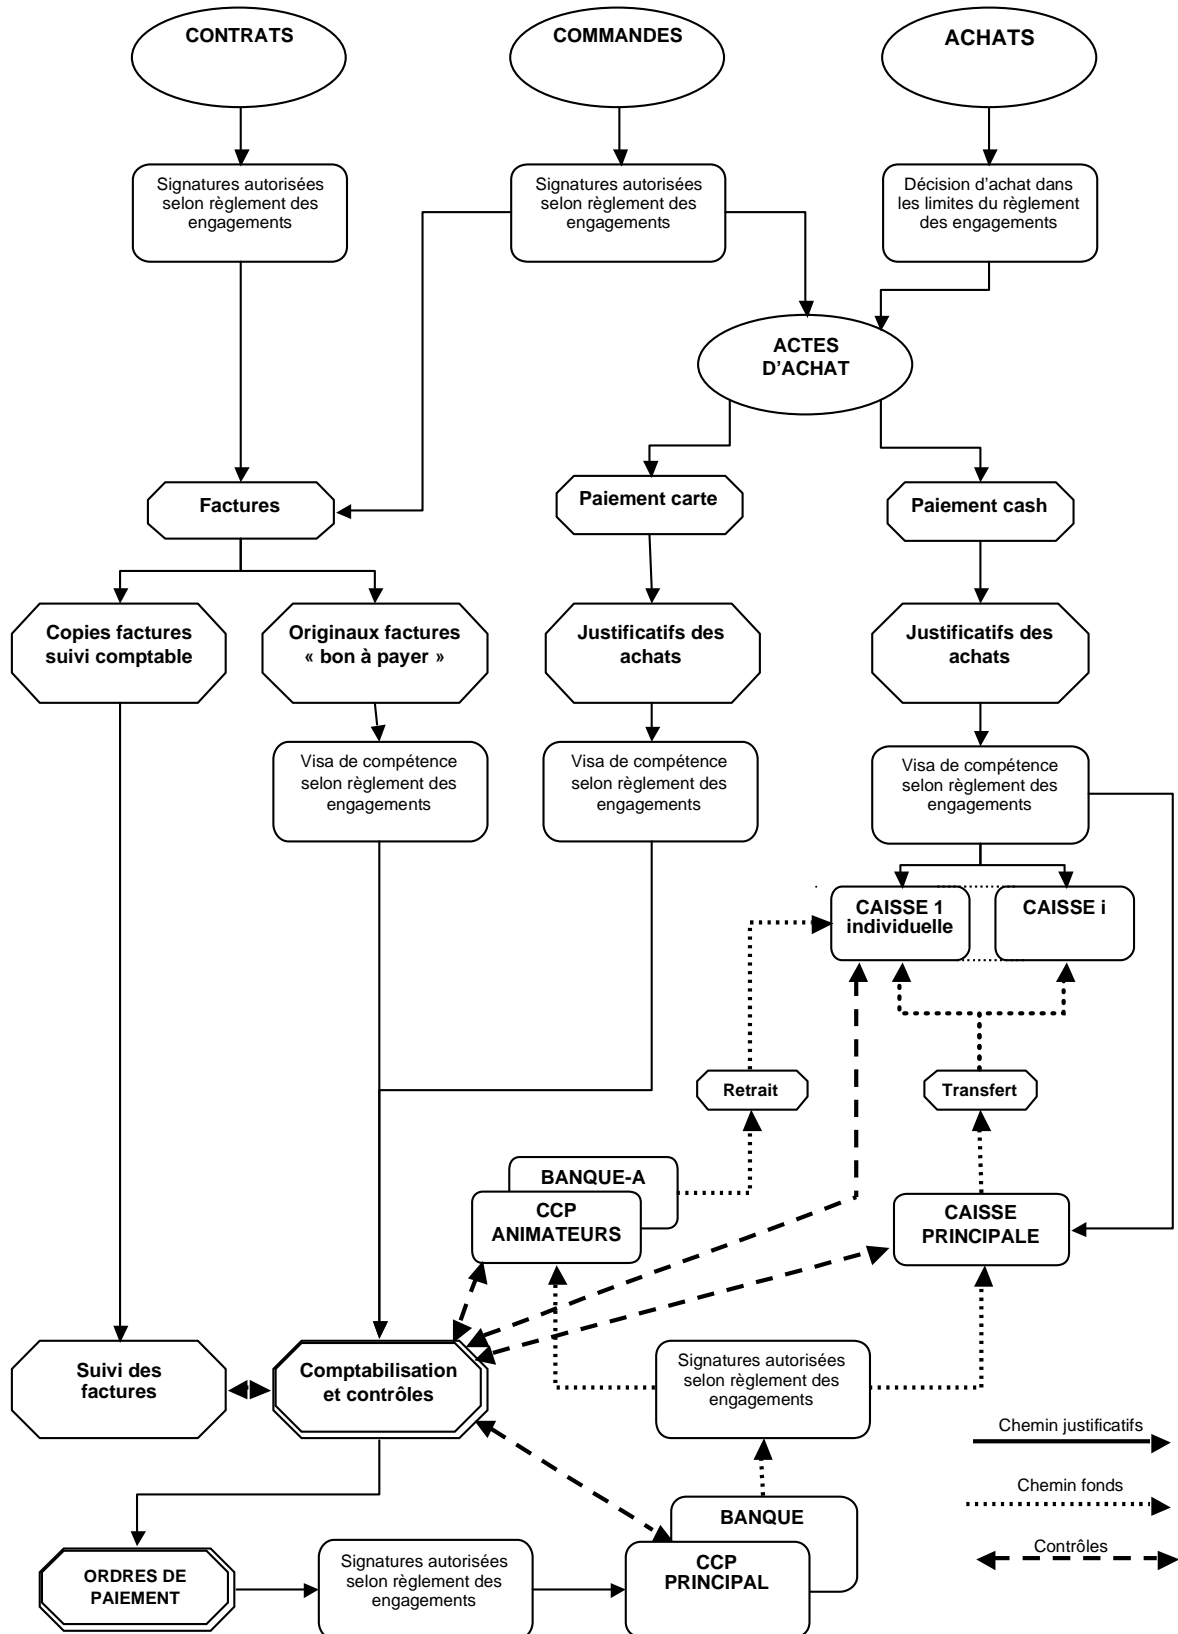 CONTRATS
COMMANDES
ACHATS
Signatures autorisées
selon règlement des
engagements
Signatures autorisées
selon règlement des
engagements
Décision d'achat dans
les limites du règlement
des engagements
ACTES
D'ACHAT
Factures
Paiement carte
Paiement cash
Copies factures
suivi comptable
Originaux factures
« bon à payer »
Justificatifs des
achats
Justificatifs des
achats
Visa de compétence
selon règlement des
engagements
Visa de compétence
selon règlement des
engagements
Visa de compétence
selon règlement des
engagements
CAISSE 1
individuelle
CAISSE i
Retrait
Transfert
BANQUE-A
CCP
ANIMATEURS
CAISSE
PRINCIPALE
Suivi des
factures
Comptabilisation
et contrôles
Signatures autorisées
selon règlement des
engagements
Chemin justificatifs
Chemin fonds
Contrôles
BANQUE
CCP
PRINCIPAL
ORDRES DE
PAIEMENT
Signatures autorisées
selon règlement des
engagements